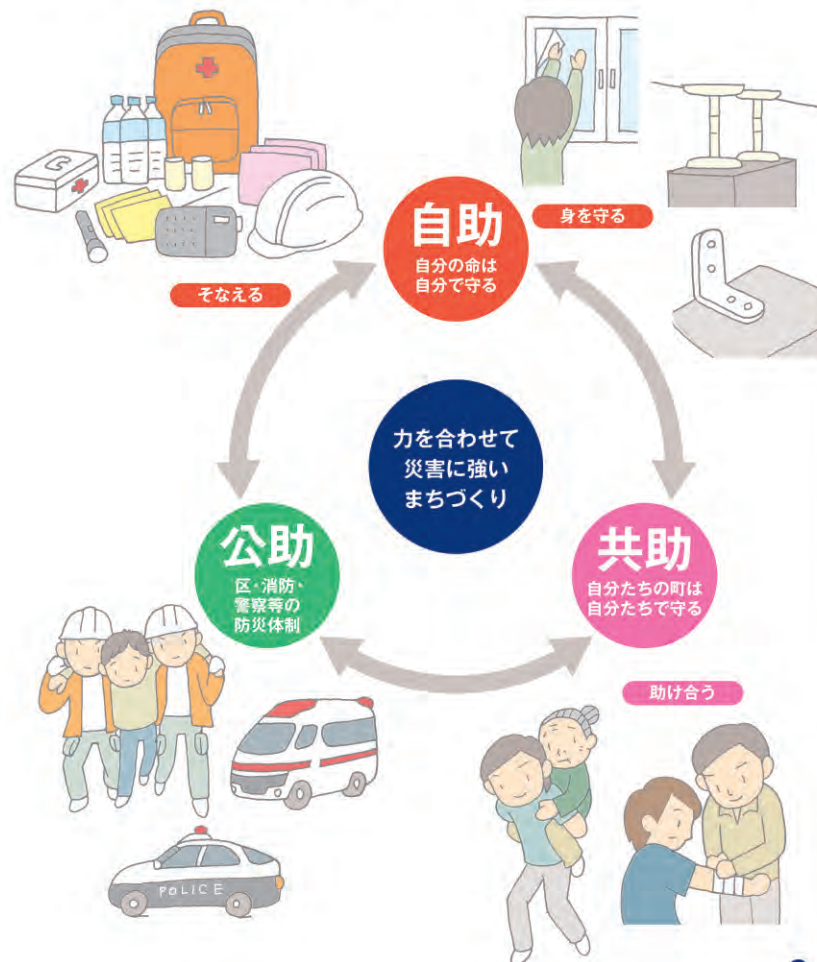 自助
自分の命は
自分で守る
身を守る
そなえる
力を合わせて
災害に強い
まちづくり
公助
区・消防・
警察等の
防災体制
共助
自分たちの町は
自分たちで守る
助け合う
POLICE